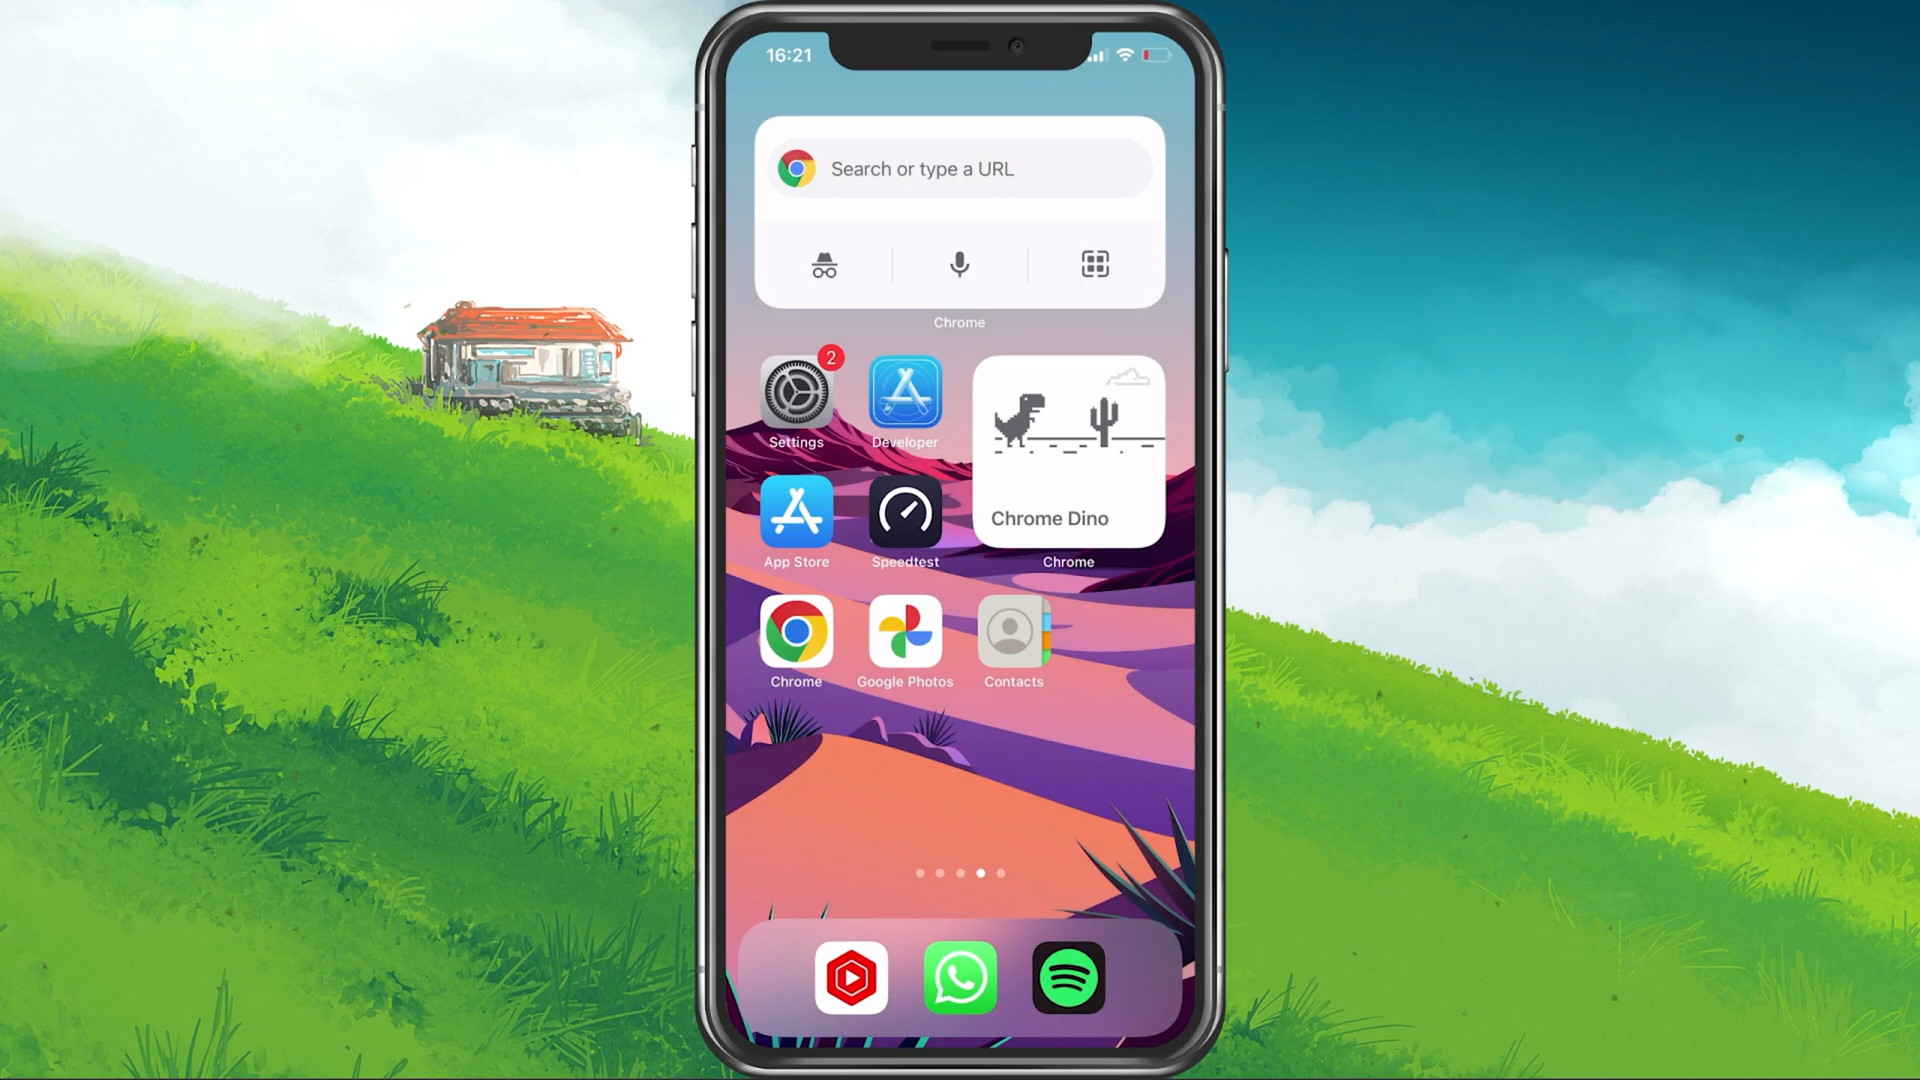 16:21
Search or type a URL
Chrome
2
Settings
Developer
Chrome Dino
App Store
Speedtest
Chrome
Chrome
Google Photos
Contacts